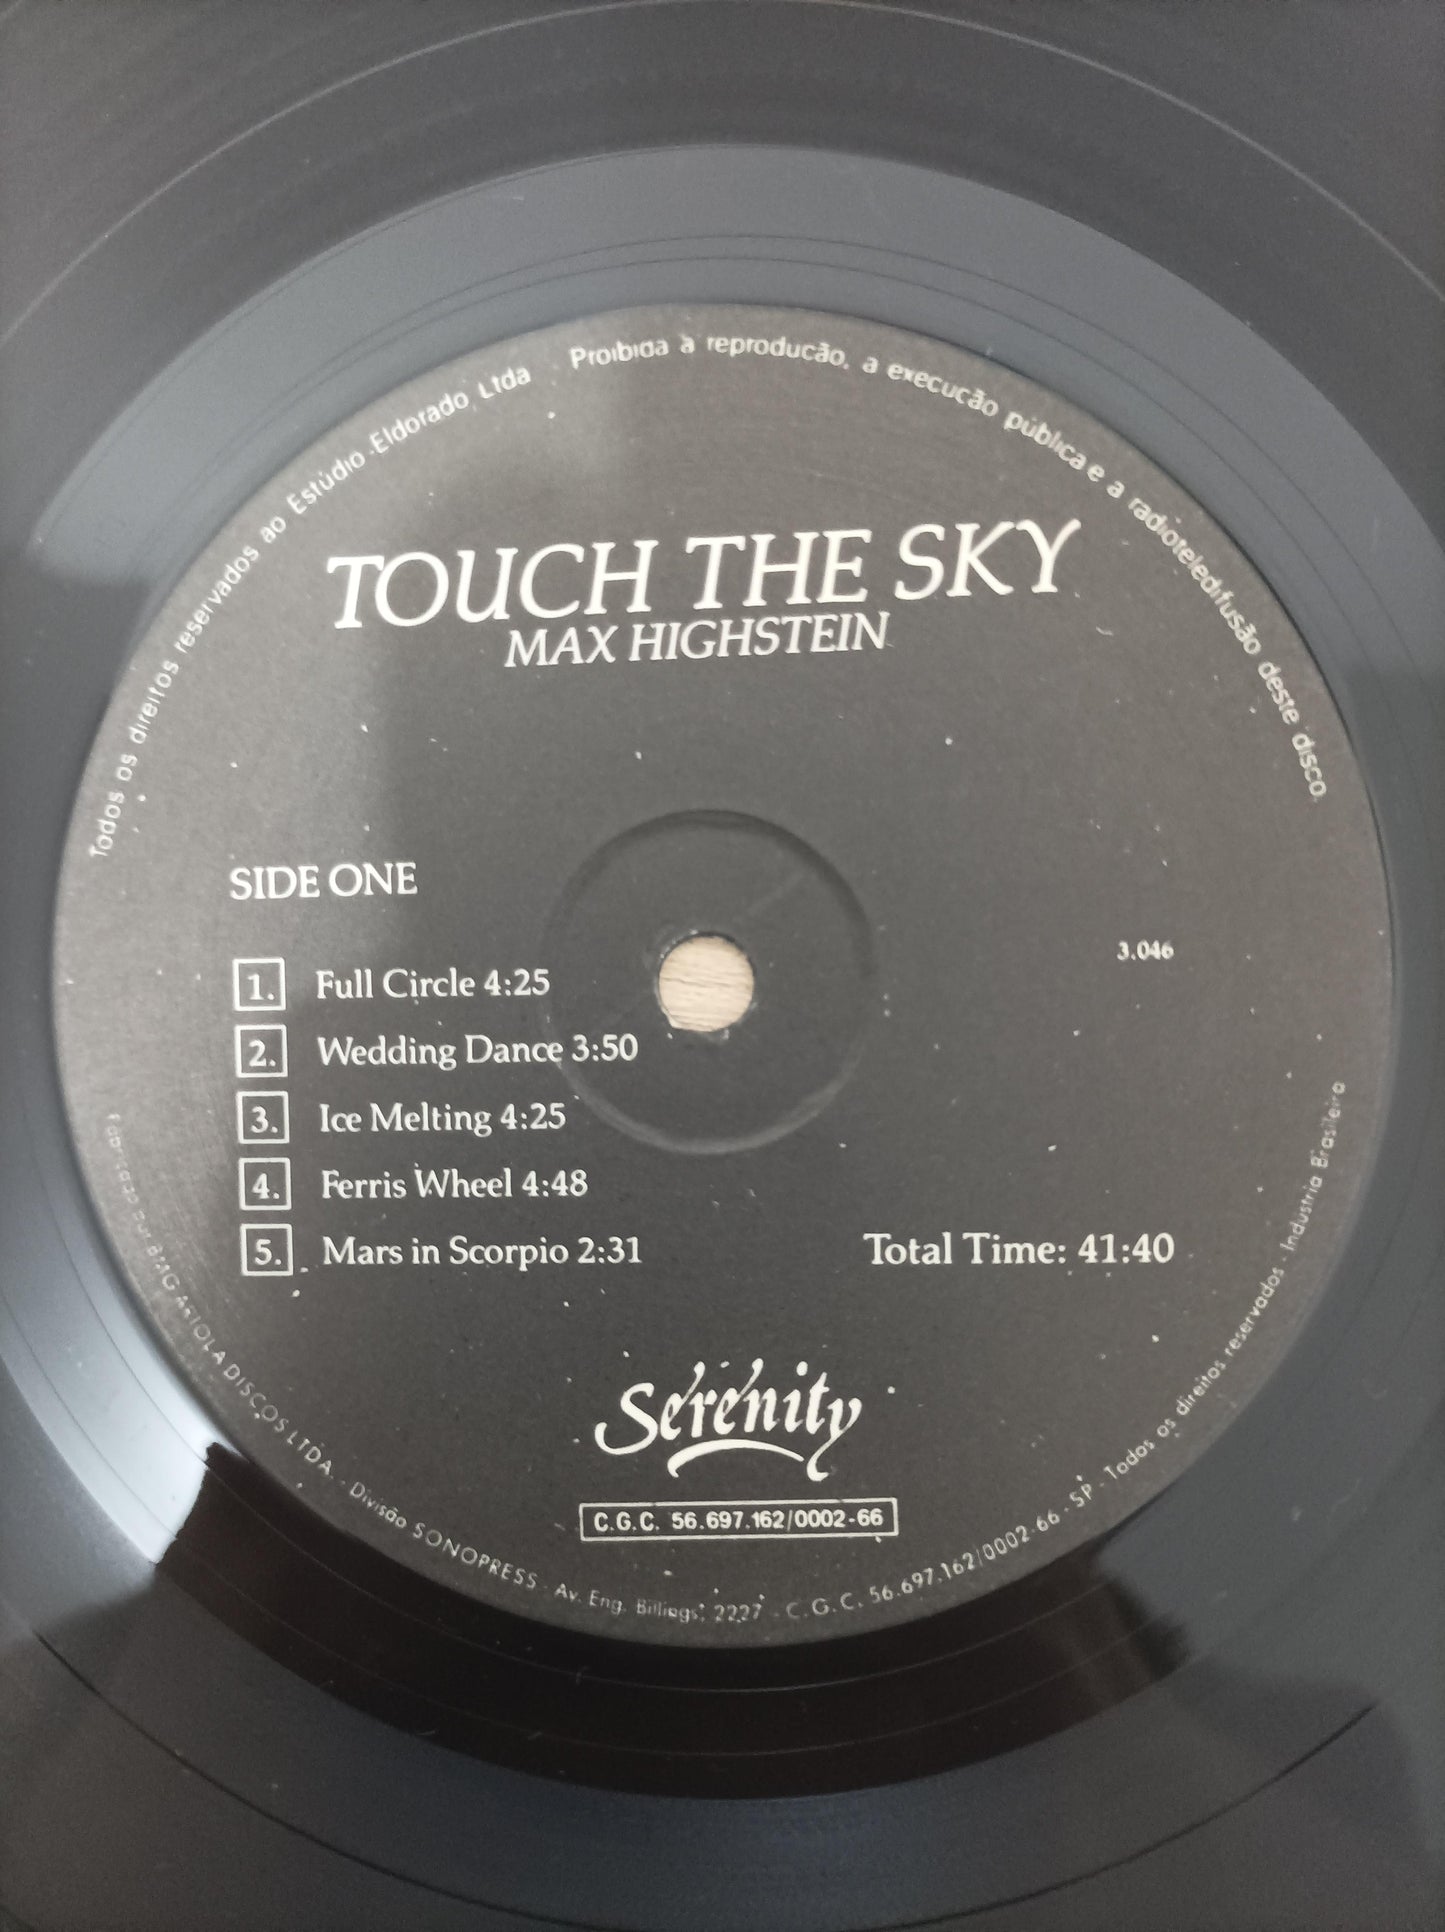 Todos os direitos reservados ao Estúdio Eldorado, Ltda
Proibida à reprodução, a execução pública e a radioteledifusão deste disco.
TOUCH THE SKY
MAX HIGHSTEIN
SIDE ONE
3.046
1. Full Circle 4:25
2. Wedding Dance 3:50
3. Ice Melting 4:25
4. Ferris Wheel 4:48
5. Mars in Scorpio 2:31
Total Time: 41:40
Serenity
C.G.C. 56.697.162/0002-66
BMG ARIOLA DISCOS LTDA. - Divisão SONOPRESS - Av. Eng. Billings, 2227 - C.G.C. 56.697.162/0002-66 - SP - Todos os direitos reservados - Industria Brasileira